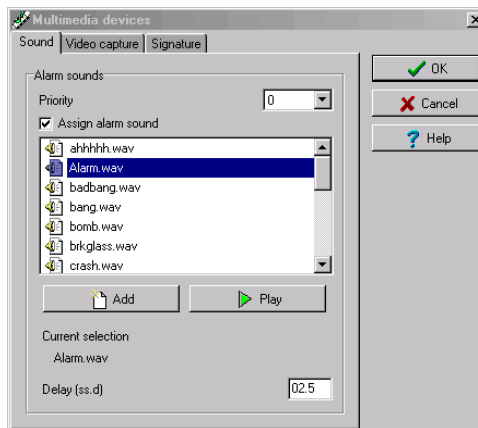 Multimedia devices
Sound Video capture Signature
Alarm sounds
Priority 0
Assign alarm sound
ahhhhh.wav
Alarm.wav
badbang.wav
bang.wav
bomb.wav
brkglass.wav
crash.wav
Add Play
Current selection
Alarm.wav
Delay (ss.d) 02.5
OK
Cancel
Help